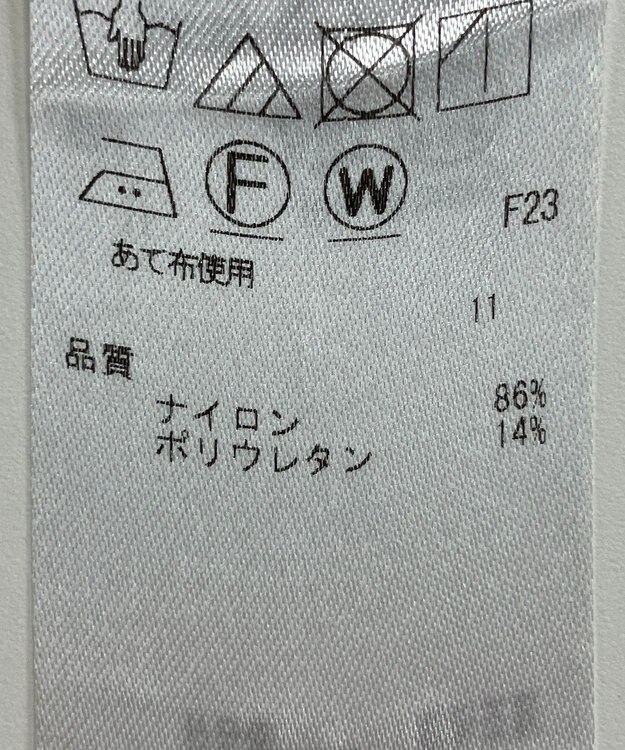 F W
F23
あて布使用
11
品質
ナイロン 86%
ポリウレタン 14%